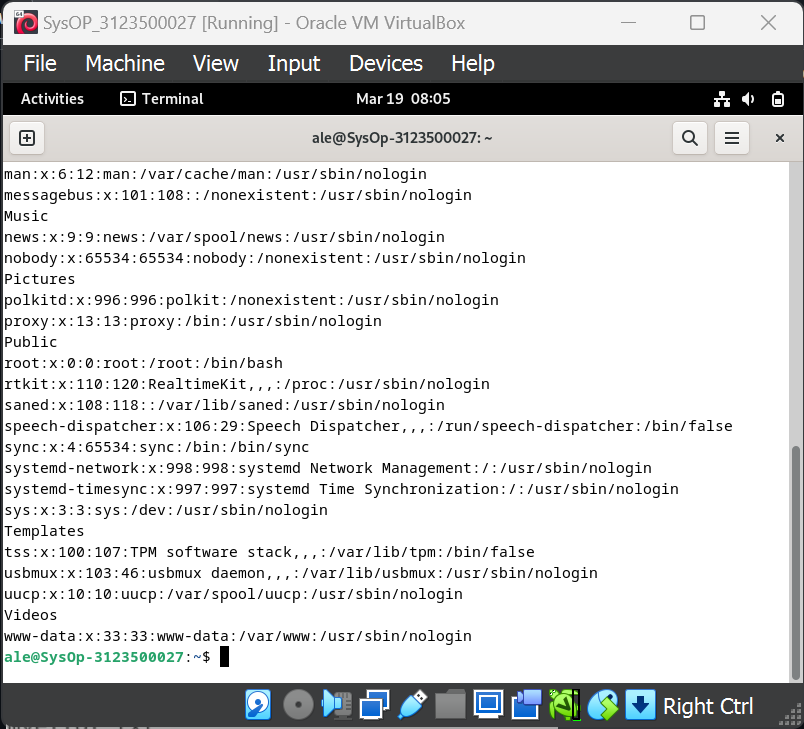 64
SysOP_3123500027 [Running] - Oracle VM VirtualBox
File Machine View Input Devices Help
Activities Terminal Mar 19 08:05
ale@SysOp-3123500027: ~
man:x:6:12:man:/var/cache/man:/usr/sbin/nologin
messagebus:x:101:108::/nonexistent:/usr/sbin/nologin
Music
news:x:9:9:news:/var/spool/news:/usr/sbin/nologin
nobody:x:65534:65534:nobody:/nonexistent:/usr/sbin/nologin
Pictures
polkitd:x:996:996:polkit:/nonexistent:/usr/sbin/nologin
proxy:x:13:13:proxy:/bin:/usr/sbin/nologin
Public
root:x:0:0:root:/root:/bin/bash
rtkit:x:110:120:RealtimeKit,,,:/proc:/usr/sbin/nologin
saned:x:108:118::/var/lib/saned:/usr/sbin/nologin
speech-dispatcher:x:106:29:Speech Dispatcher,,,:/run/speech-dispatcher:/bin/false
sync:x:4:65534:sync:/bin:/bin/sync
systemd-network:x:998:998:systemd Network Management:/:/usr/sbin/nologin
systemd-timesync:x:997:997:systemd Time Synchronization:/:/usr/sbin/nologin
sys:x:3:3:sys:/dev:/usr/sbin/nologin
Templates
tss:x:100:107:TPM software stack,,,:/var/lib/tpm:/bin/false
usbmux:x:103:46:usbmux daemon,,,:/var/lib/usbmux:/usr/sbin/nologin
uucp:x:10:10:uucp:/var/spool/uucp:/usr/sbin/nologin
Videos
www-data:x:33:33:www-data:/var/www:/usr/sbin/nologin
ale@SysOp-3123500027:~$
Right Ctrl